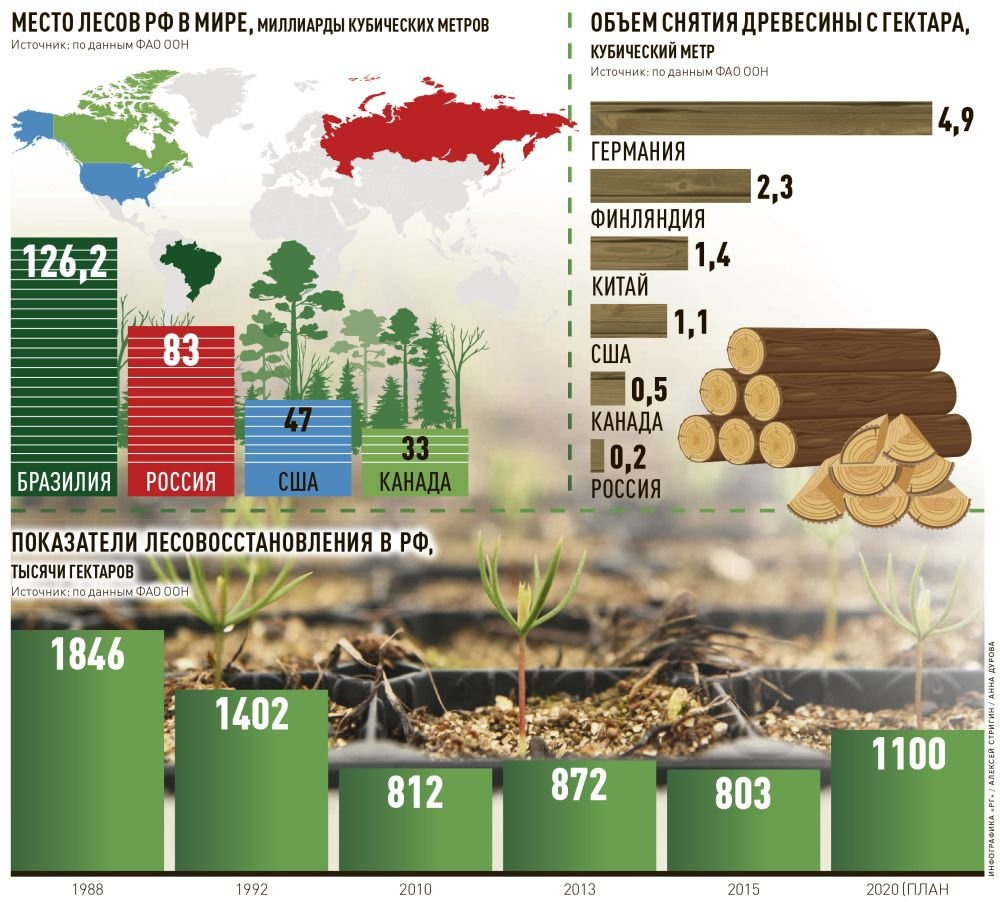 МЕСТО ЛЕСОВ РФ В МИРЕ, МИЛЛИАРДЫ КУБИЧЕСКИХ МЕТРОВ
Источник: по данным ФАО ООН
126,2
БРАЗИЛИЯ
83
РОССИЯ
47
США
33
КАНАДА
ОБЪЕМ СНЯТИЯ ДРЕВЕСИНЫ С ГЕКТАРА,
КУБИЧЕСКИЙ МЕТР
Источник: по данным ФАО ООН
4,9
ГЕРМАНИЯ
2,3
ФИНЛЯНДИЯ
1,4
КИТАЙ
1,1
США
0,5
КАНАДА
0,2
РОССИЯ
ПОКАЗАТЕЛИ ЛЕСОВОССТАНОВЛЕНИЯ В РФ,
ТЫСЯЧИ ГЕКТАРОВ
Источник: по данным ФАО ООН
1846
1402
812
872
803
1100
1988
1992
2010
2013
2015
2020 (ПЛАН
ИНФОГРАФИКА «РГ» / АЛЕКСЕЙ СТРИГИН / АННА ДУРОВА